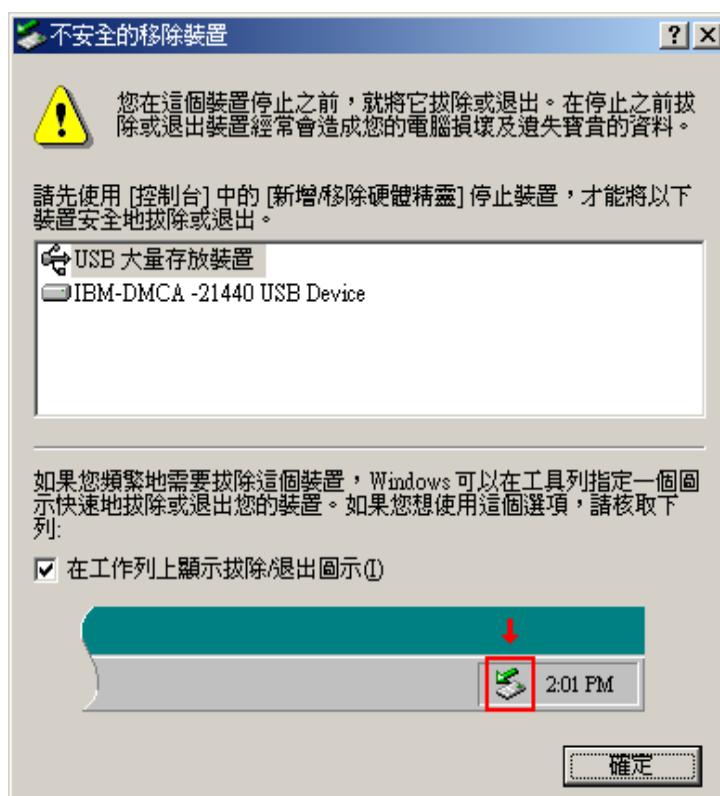 不安全的移除裝置
您在這個裝置停止之前，就將它拔除或退出。在停止之前拔
除或退出裝置經常會造成您的電腦損壞及遺失寶貴的資料。
請先使用 [控制台] 中的 [新增/移除硬體精靈] 停止裝置，才能將以下
裝置安全地拔除或退出。
USB 大量存放裝置
IBM-DMCA -21440 USB Device
如果您頻繁地需要拔除這個裝置，Windows 可以在工具列指定一個圖
示快速地拔除或退出您的裝置。如果您想使用這個選項，請核取下
列:
在工作列上顯示拔除/退出圖示(I)
2:01 PM
確定